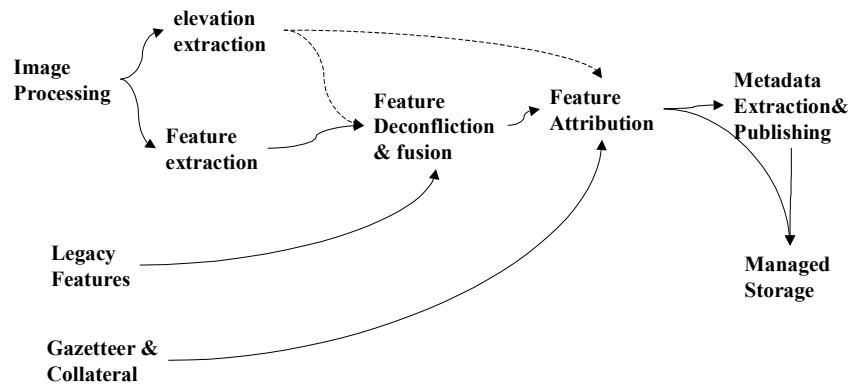 elevation
extraction
Image
Processing
Feature
extraction
Feature
Deconfliction
& fusion
Feature
Attribution
Metadata
Extraction&
Publishing
Legacy
Features
Managed
Storage
Gazetteer &
Collateral